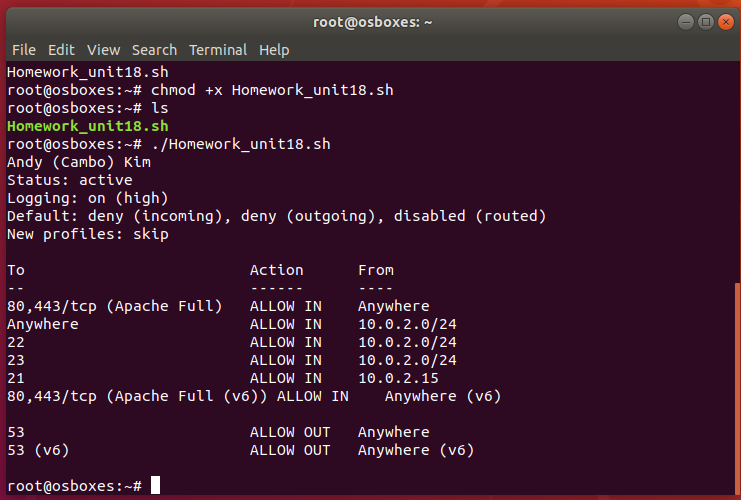 root@osboxes: ~
File Edit View Search Terminal Help
Homework_unit18.sh
root@osboxes:~# chmod +x Homework_unit18.sh
root@osboxes:~# ls
Homework_unit18.sh
root@osboxes:~# ./Homework_unit18.sh
Andy (Cambo) Kim
Status: active
Logging: on (high)
Default: deny (incoming), deny (outgoing), disabled (routed)
New profiles: skip
To                         Action      From
--                         ------      ----
80,443/tcp (Apache Full)   ALLOW IN    Anywhere
Anywhere                   ALLOW IN    10.0.2.0/24
22                         ALLOW IN    10.0.2.0/24
23                         ALLOW IN    10.0.2.0/24
21                         ALLOW IN    10.0.2.15
80,443/tcp (Apache Full (v6)) ALLOW IN    Anywhere (v6)
53                         ALLOW OUT   Anywhere
53 (v6)                    ALLOW OUT   Anywhere (v6)
root@osboxes:~#